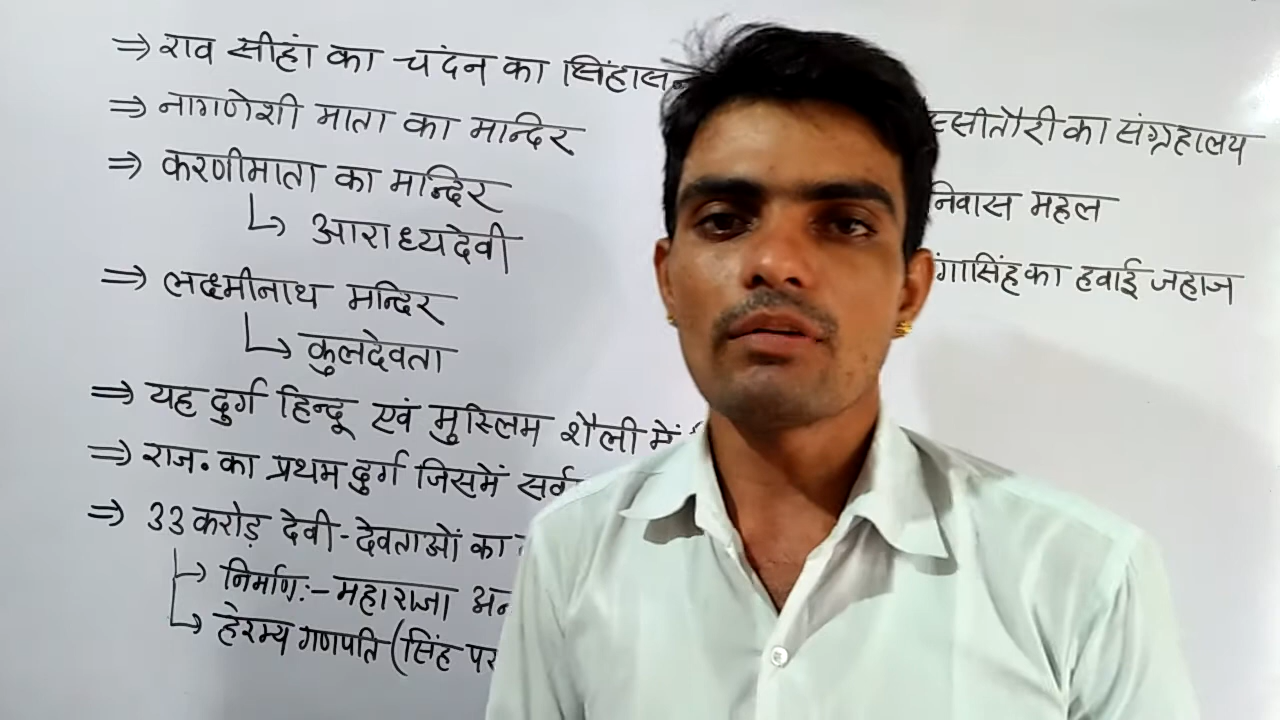 ⇒ राव सीहां का चंदन का सिंहासन
⇒ नागणेशी माता का मन्दिर
⇒ करणीमाता का मन्दिर
↳ आराध्यदेवी
⇒ लक्ष्मीनाथ मन्दिर
↳ कुलदेवता
⇒ यह दुर्ग हिन्दू एवं मुस्लिम शैली में
⇒ राज. का प्रथम दुर्ग जिसमें
⇒ 33 करोड़ देवी-देवताओं का
↳ निर्माण:- महाराजा
↳ हेरम्य गणपति (सिंह पर
का संग्रहालय
निवास महल
का हवाई जहाज